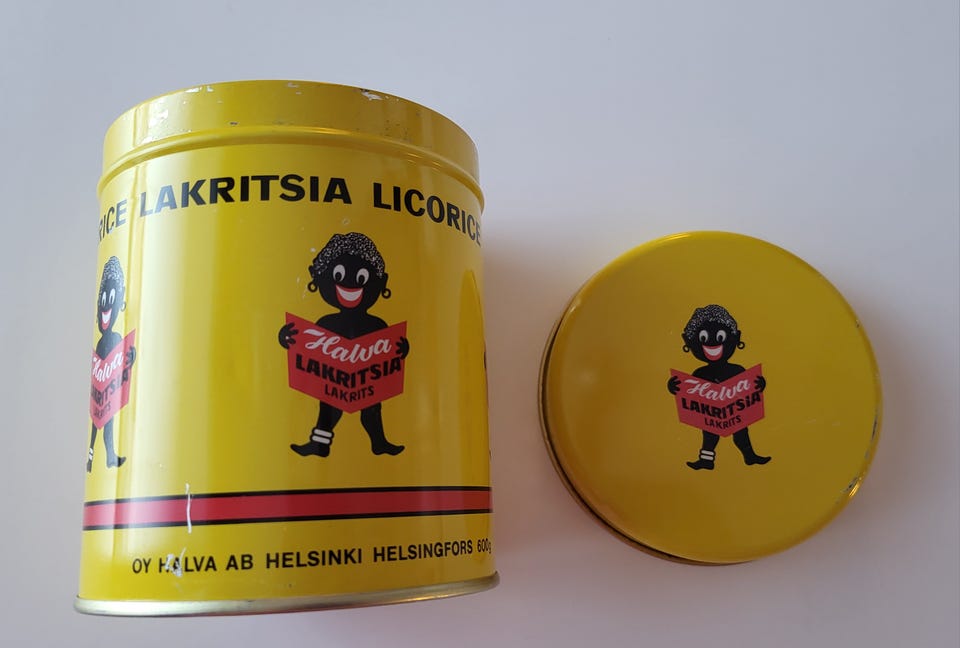 RICE LAKRITSIA LICORICE
Halva
LAKRITSIA
LAKRITS
Halva
LAKRITSIA
LAKRITS
OY HALVA AB HELSINKI HELSINGFORS 600g
Halva
LAKRITSIA
LAKRITS